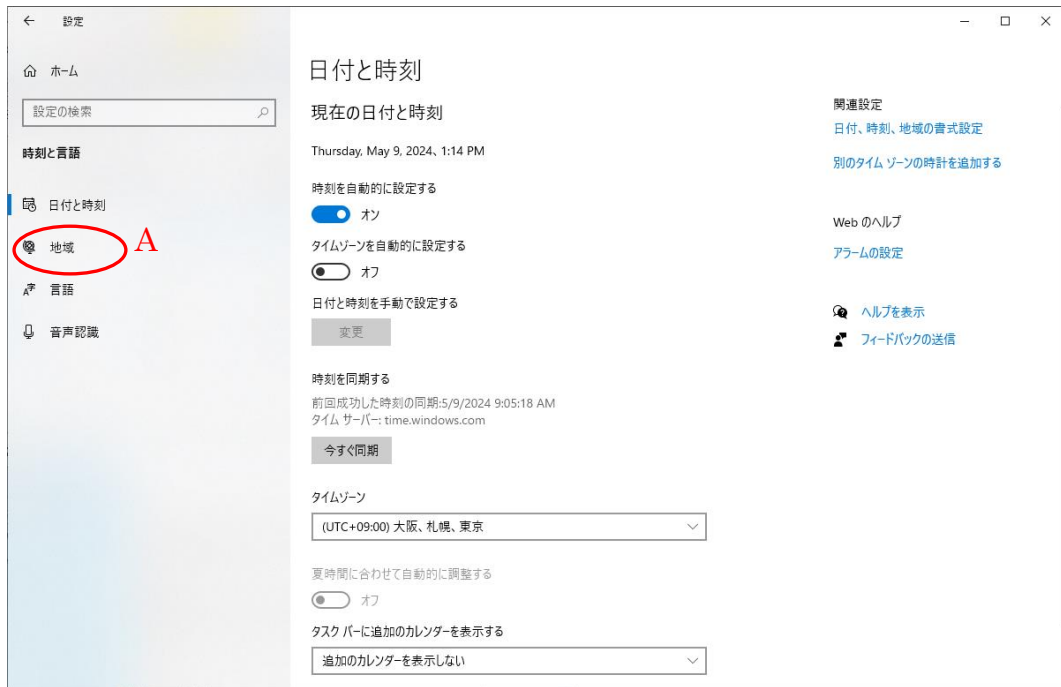 設定
ホーム
設定の検索
時刻と言語
日付と時刻
地域
A
言語
音声認識
日付と時刻
現在の日付と時刻
Thursday, May 9, 2024、1:14 PM
時刻を自動的に設定する
オン
タイムゾーンを自動的に設定する
オフ
日付と時刻を手動で設定する
変更
時刻を同期する
前回成功した時刻の同期:5/9/2024 9:05:18 AM
タイム サーバー: time.windows.com
今すぐ同期
タイムゾーン
(UTC+09:00) 大阪、札幌、東京
夏時間に合わせて自動的に調整する
オフ
タスク バーに追加のカレンダーを表示する
追加のカレンダーを表示しない
関連設定
日付、時刻、地域の書式設定
別のタイム ゾーンの時計を追加する
Web のヘルプ
アラームの設定
ヘルプを表示
フィードバックの送信